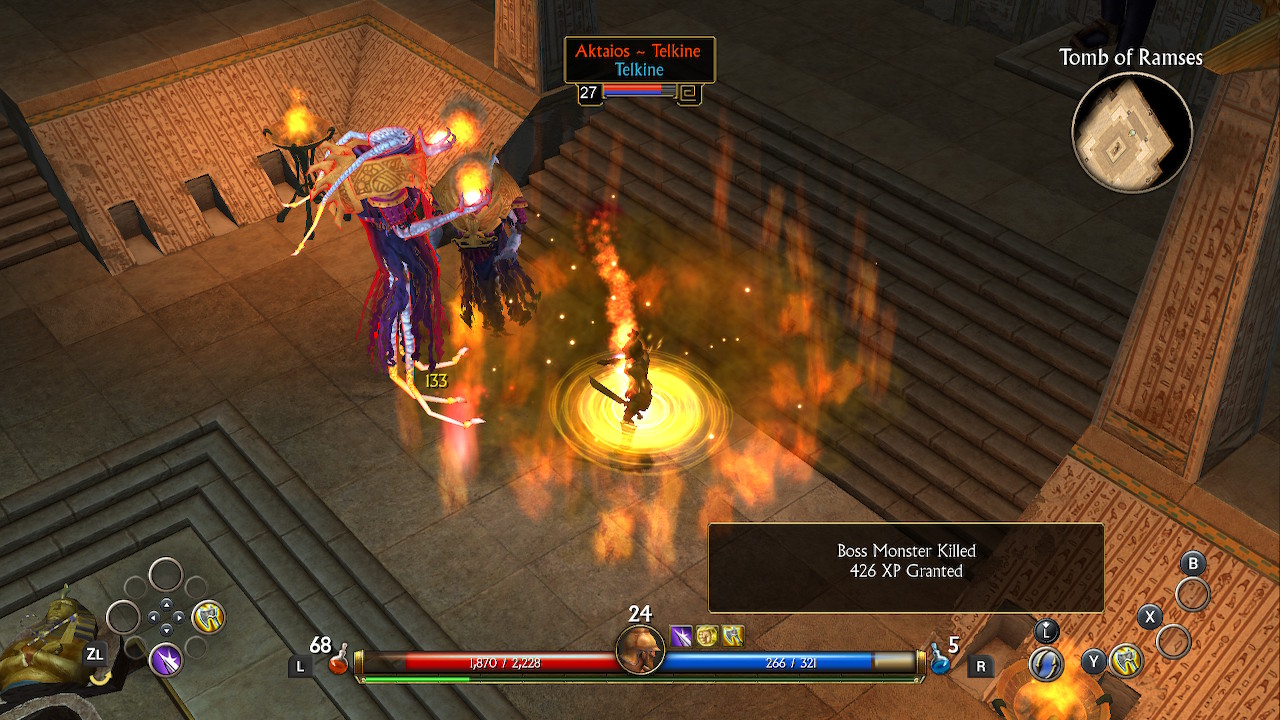 Aktaios ~ Telkine
Telkine
27
Tomb of Ramses
133
Boss Monster Killed
426 XP Granted
B
X
24
68
5
L
ZL
L
1,870 / 2,228
266 / 321
R
Y